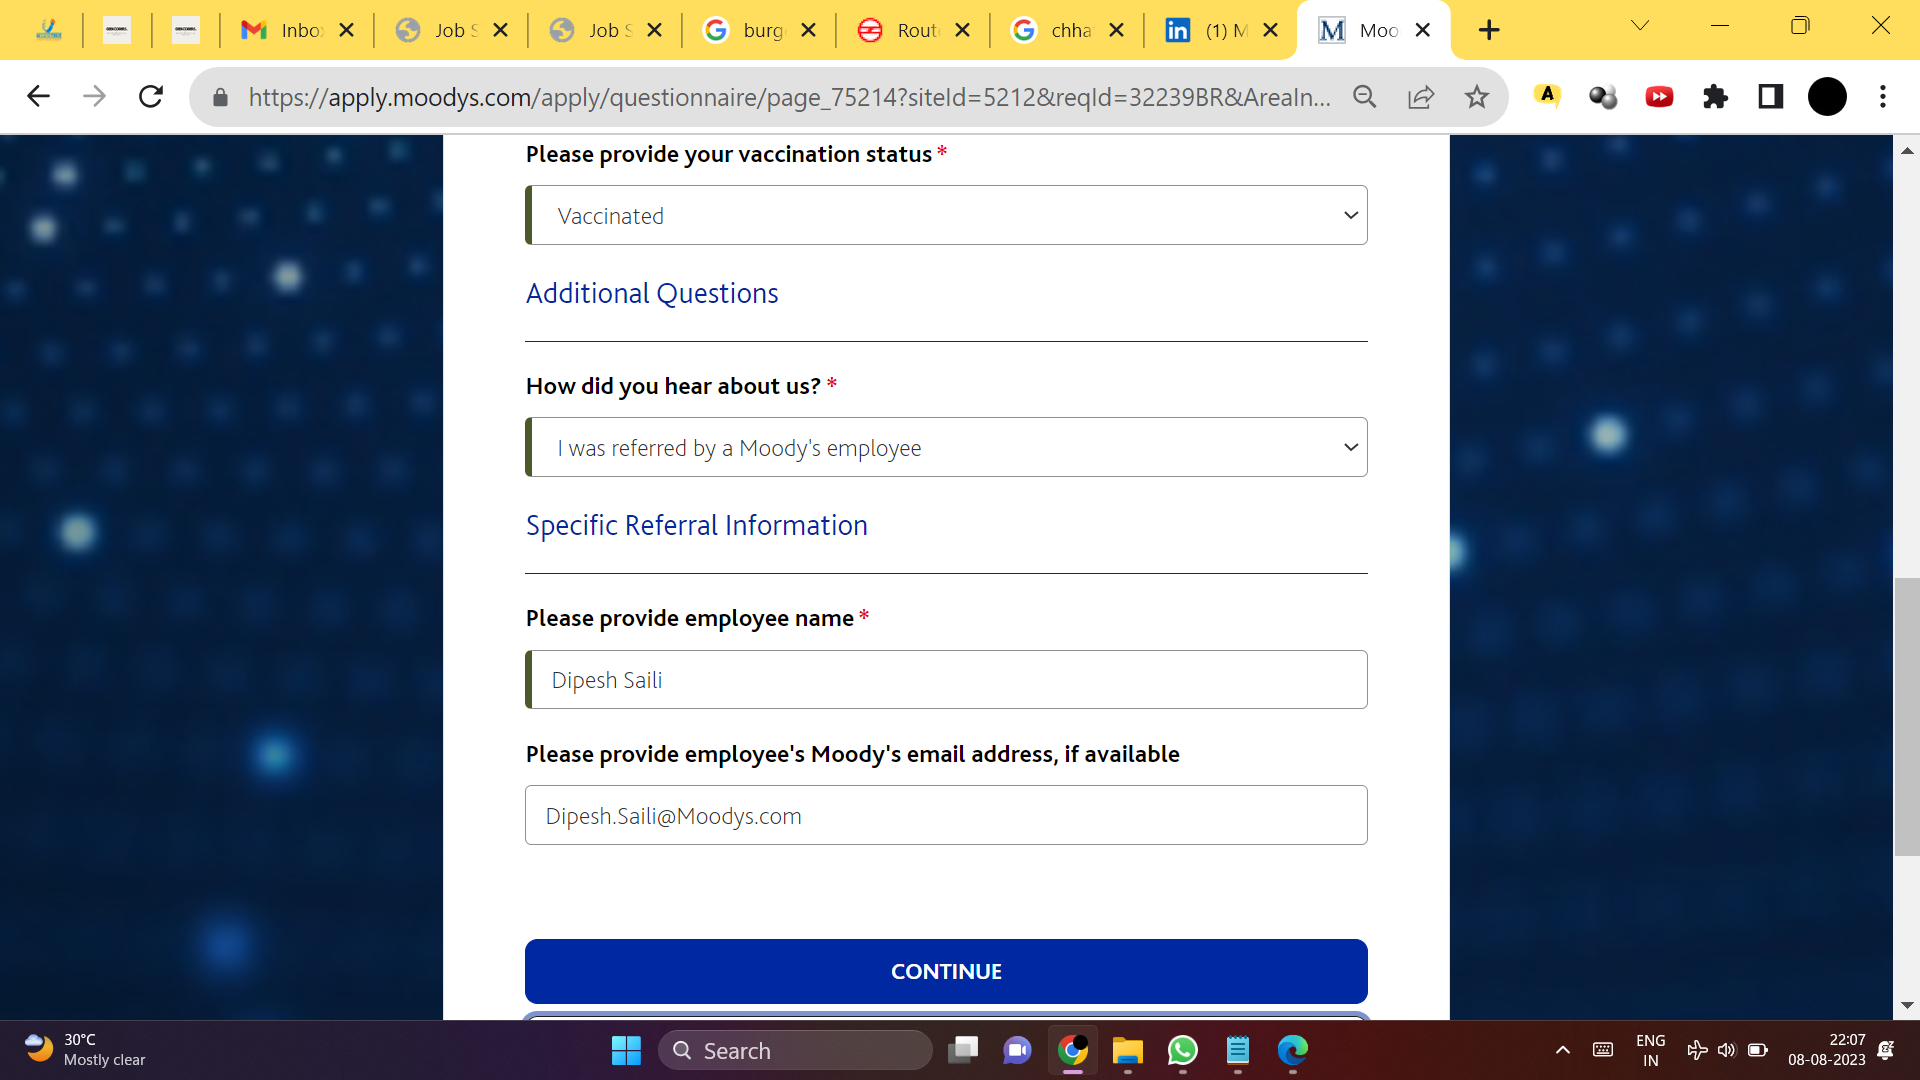 Inbo
Job S
Job S
burg
Rout
chha
(1) M
Moo
https://apply.moodys.com/apply/questionnaire/page_75214?siteId=5212&reqId=32239BR&AreaIn...
Please provide your vaccination status *
Vaccinated
Additional Questions
How did you hear about us? *
I was referred by a Moody's employee
Specific Referral Information
Please provide employee name *
Dipesh Saili
Please provide employee's Moody's email address, if available
Dipesh.Saili@Moodys.com
CONTINUE
30°C
Mostly clear
Search
ENG
IN
22:07
08-08-2023